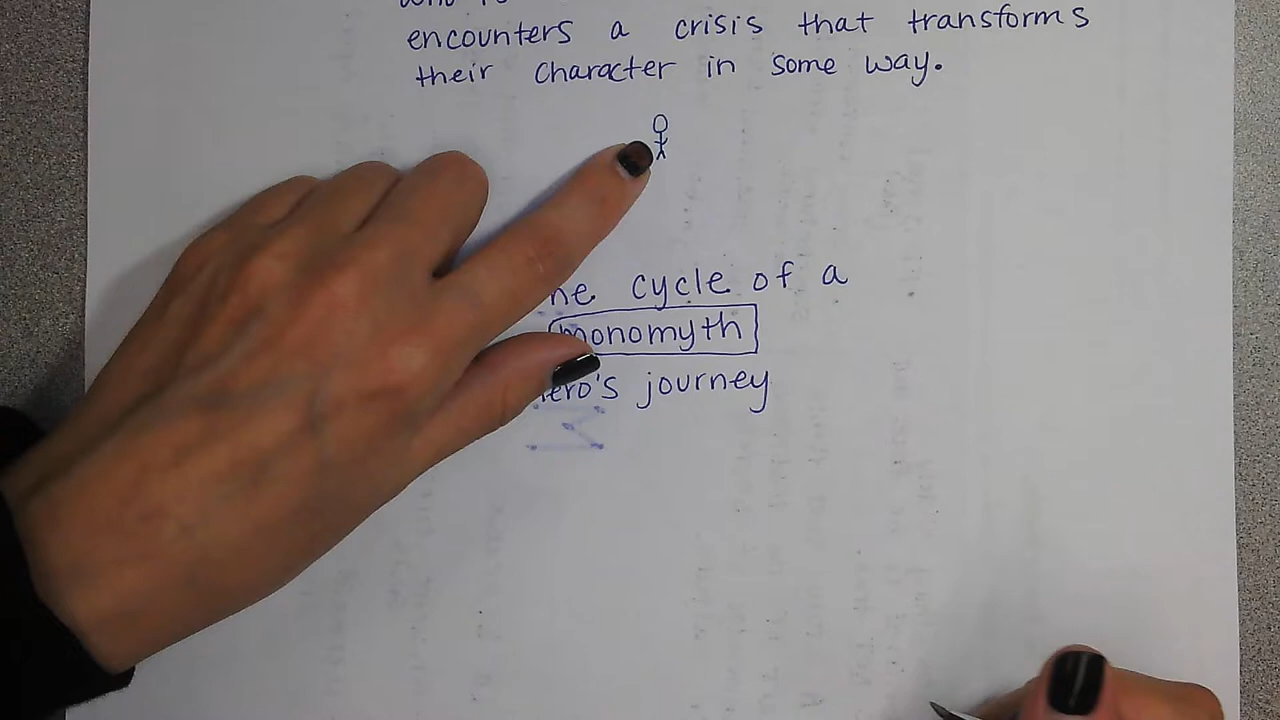 encounters a crisis that transforms
their character in some way.
cycle of a
monomyth
journey